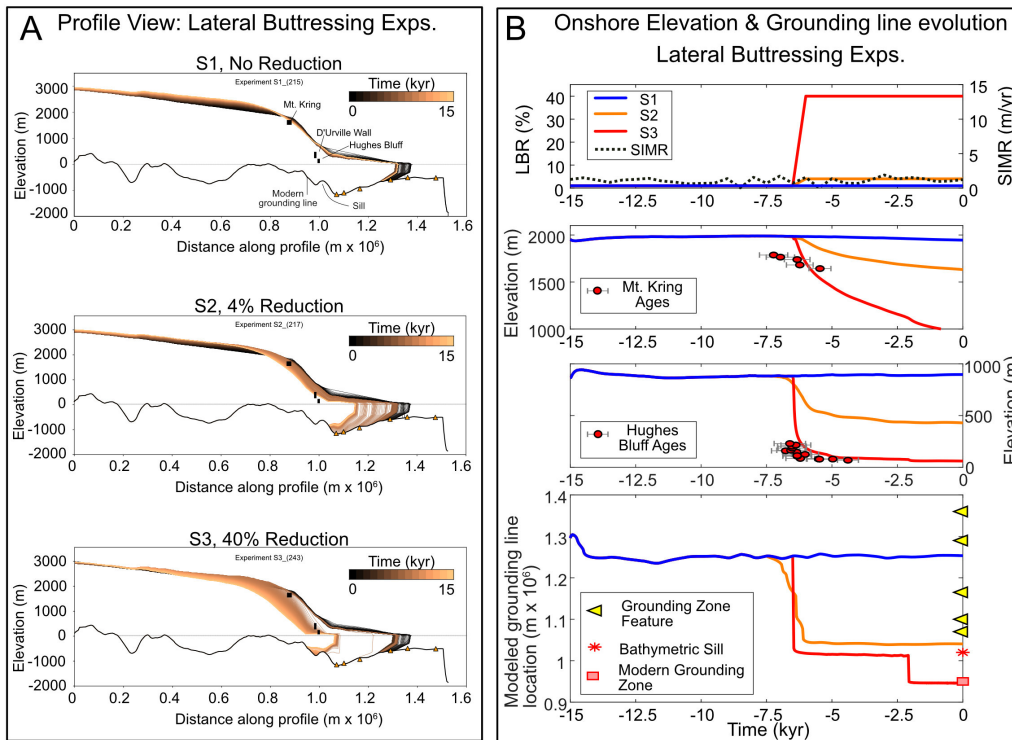 A Profile View: Lateral Buttressing Exps.
S1, No Reduction
Experiment S1_(215)
Time (kyr)
0 15
Mt. Kring
D'Urville Wall
Hughes Bluff
Modern
grounding line
Sill
Elevation (m)
3000
2000
1000
0
-1000
-2000
0 0.2 0.4 0.6 0.8 1.0 1.2 1.4 1.6
Distance along profile (m x 10⁶)
S2, 4% Reduction
Experiment S2_(217)
Time (kyr)
0 15
Elevation (m)
3000
2000
1000
0
-1000
-2000
0 0.2 0.4 0.6 0.8 1.0 1.2 1.4 1.6
Distance along profile (m x 10⁶)
S3, 40% Reduction
Experiment S3_(243)
Time (kyr)
0 15
Elevation (m)
3000
2000
1000
0
-1000
-2000
0 0.2 0.4 0.6 0.8 1.0 1.2 1.4 1.6
Distance along profile (m x 10⁶)
B Onshore Elevation & Grounding line evolution
Lateral Buttressing Exps.
LBR (%)
40
30
20
10
0
S1
S2
S3
SIMR
15
10
5
0
SIMR (m/yr)
-15 -12.5 -10 -7.5 -5 -2.5 0
Elevation (m)
2000
1500
1000
Mt. Kring
Ages
-15 -12.5 -10 -7.5 -5 -2.5 0
Hughes
Bluff Ages
1000
500
0
Elevation (m)
-15 -12.5 -10 -7.5 -5 -2.5 0
Modeled grounding line
location (m x 10⁶)
1.4
1.3
1.2
1.1
1
0.9
Grounding Zone
Feature
Bathymetric Sill
Modern Grounding
Zone
-15 -12.5 -10 -7.5 -5 -2.5 0
Time (kyr)